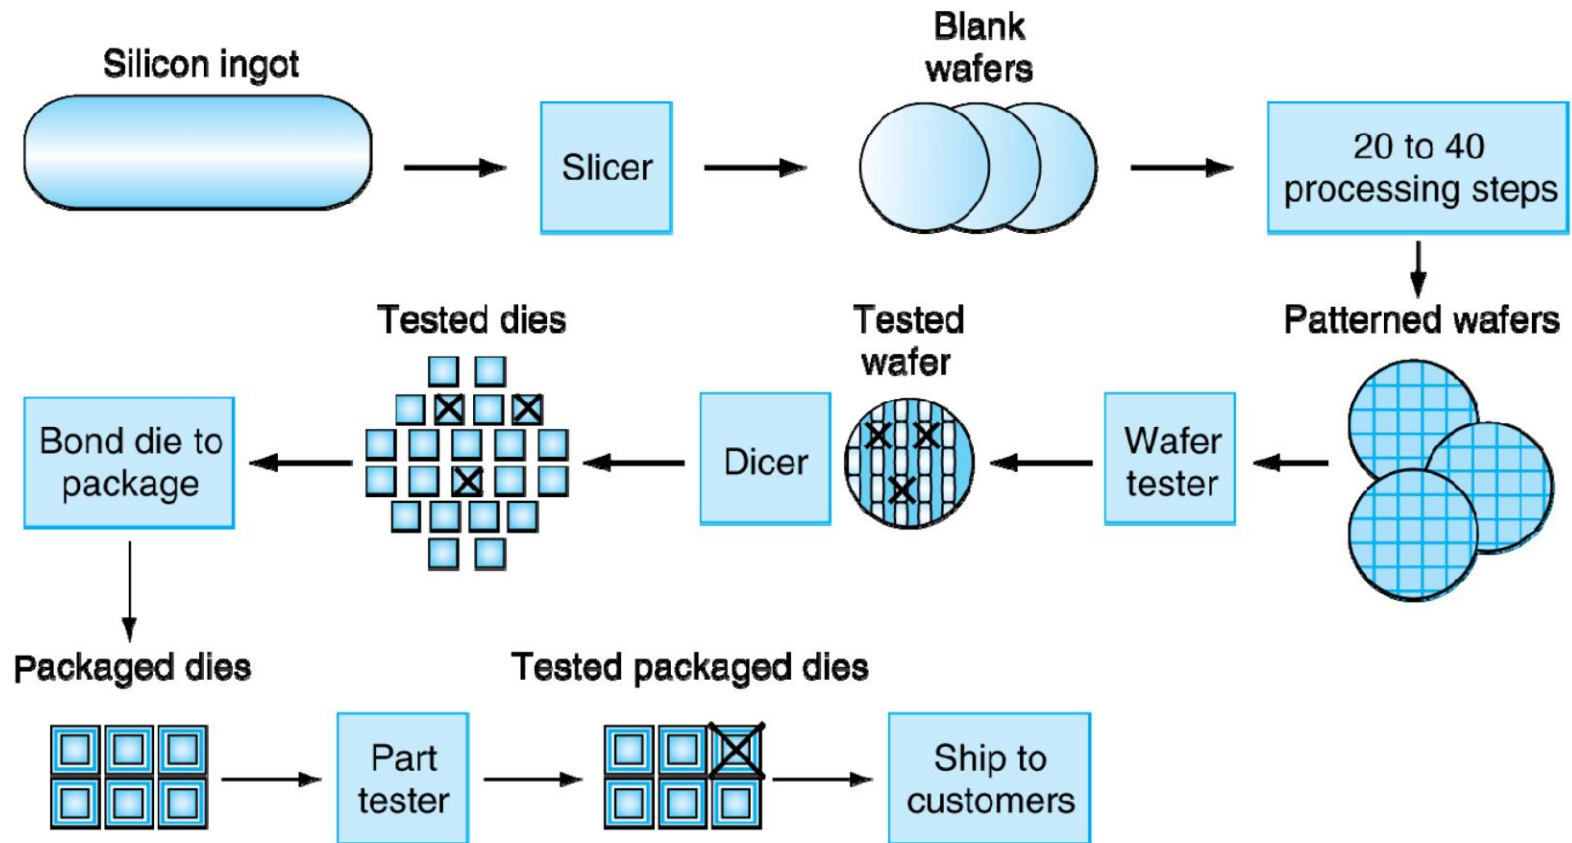 Silicon ingot
Slicer
Blank
wafers
20 to 40
processing steps
Patterned wafers
Wafer
tester
Tested
wafer
Dicer
Tested dies
Bond die to
package
Packaged dies
Part
tester
Tested packaged dies
Ship to
customers